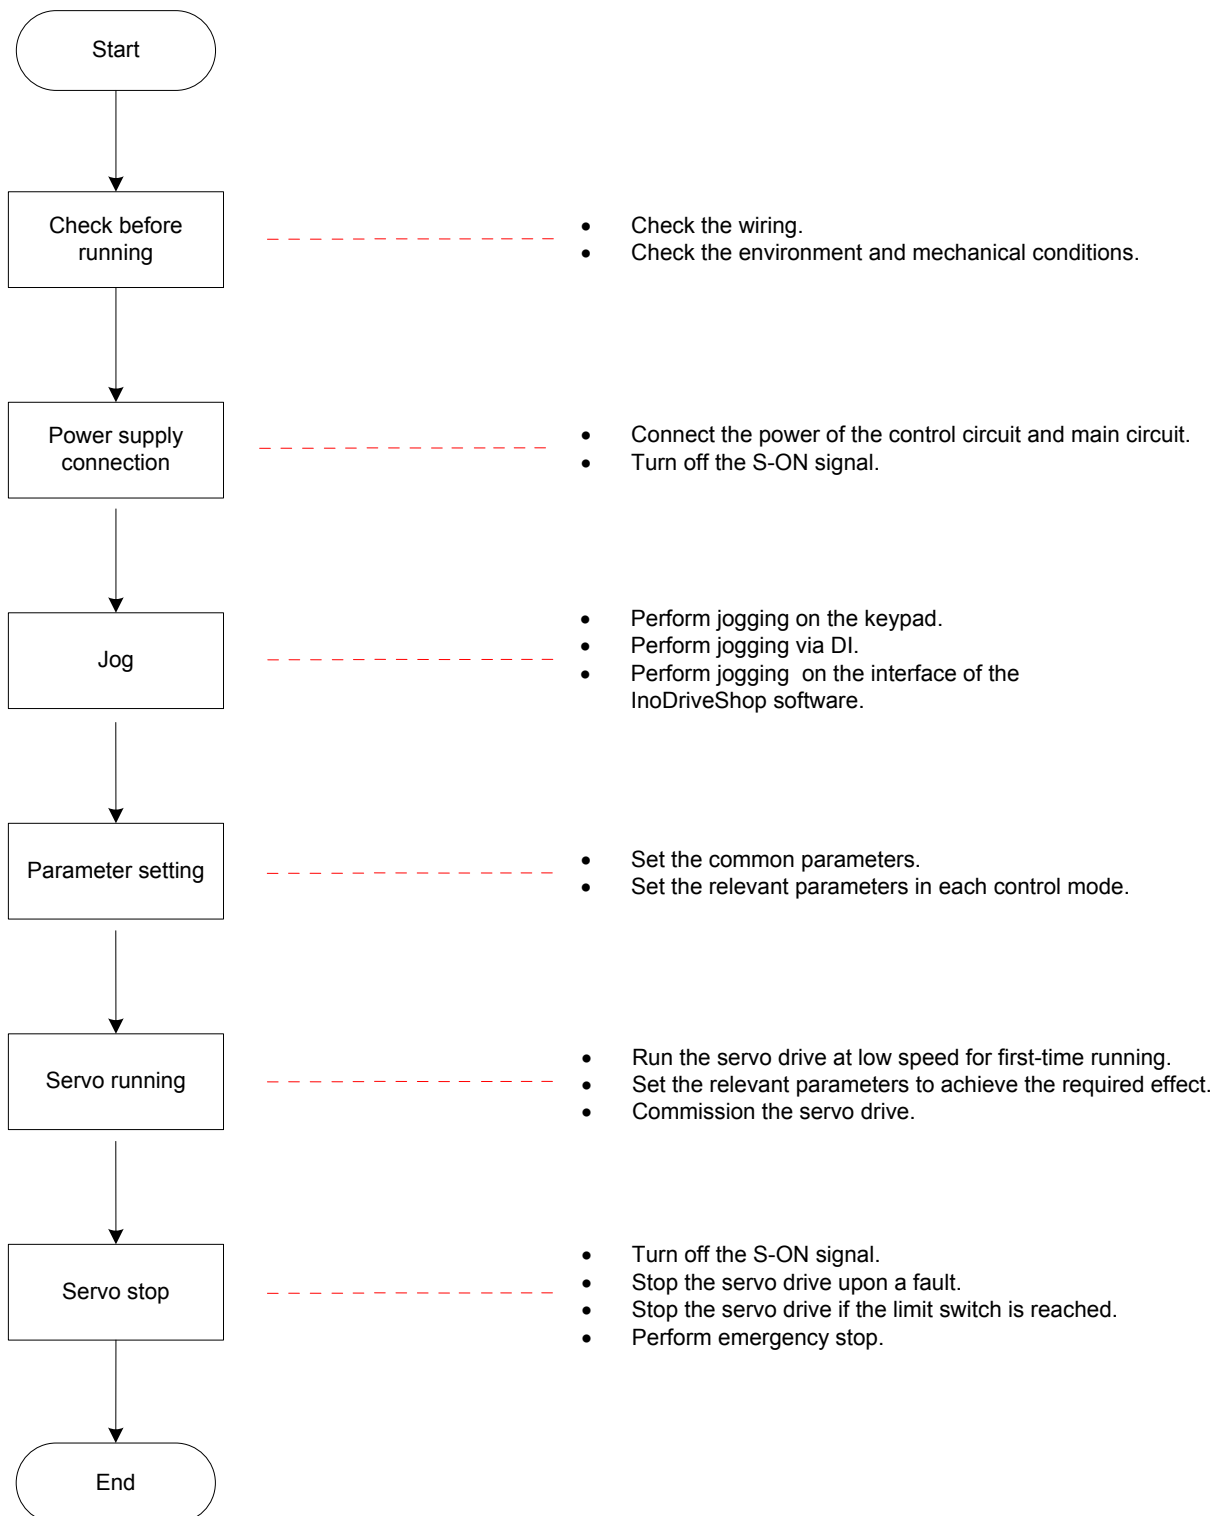 Start
Check before
running
• Check the wiring.
• Check the environment and mechanical conditions.
Power supply
connection
• Connect the power of the control circuit and main circuit.
• Turn off the S-ON signal.
Jog
• Perform jogging on the keypad.
• Perform jogging via DI.
• Perform jogging  on the interface of the
InoDriveShop software.
Parameter setting
• Set the common parameters.
• Set the relevant parameters in each control mode.
Servo running
• Run the servo drive at low speed for first-time running.
• Set the relevant parameters to achieve the required effect.
• Commission the servo drive.
Servo stop
• Turn off the S-ON signal.
• Stop the servo drive upon a fault.
• Stop the servo drive if the limit switch is reached.
• Perform emergency stop.
End